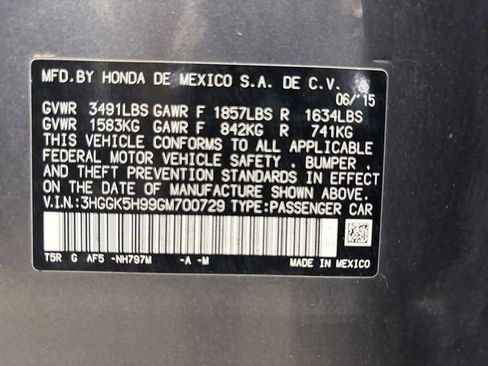 MFD.BY HONDA DE MEXICO S.A. DE C.V.
06/'15
GVWR 3491LBS GAWR F 1857LBS R 1634LBS
GVWR 1583KG GAWR F 842KG R 741KG
THIS VEHICLE CONFORMS TO ALL APPLICABLE
FEDERAL MOTOR VEHICLE SAFETY, BUMPER,
AND THEFT PREVENTION STANDARDS IN EFFECT
ON THE DATE OF MANUFACTURE SHOWN ABOVE.
V.I.N.:3HGGK5H99GM700729 TYPE:PASSENGER CAR
T5R G AF5 -NH797M -A -M MADE IN MEXICO